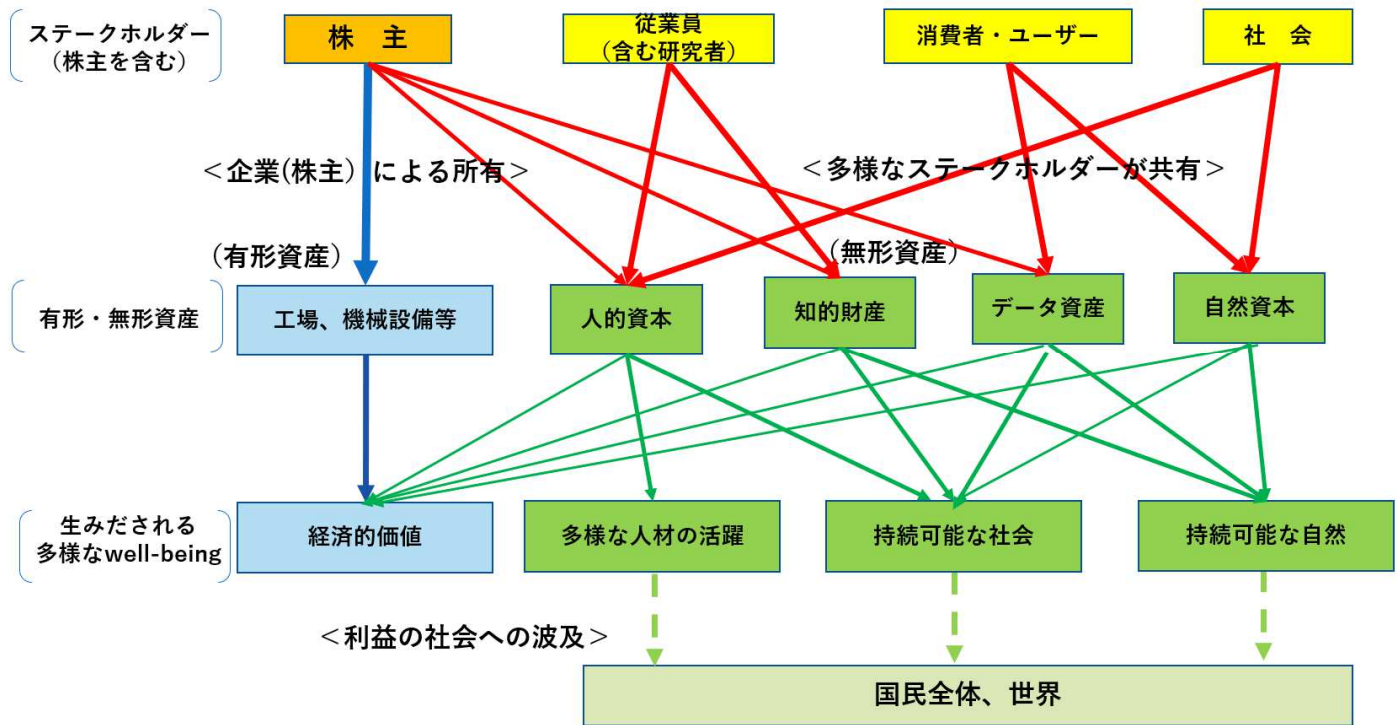 ステークホルダー
（株主を含む）
株　主
従業員
（含む研究者）
消費者・ユーザー
社　会
＜企業(株主）による所有＞
＜多様なステークホルダーが共有＞
（有形資産）
（無形資産）
有形・無形資産
工場、機械設備等
人的資本
知的財産
データ資産
自然資本
生みだされる
多様なwell-being
経済的価値
多様な人材の活躍
持続可能な社会
持続可能な自然
＜利益の社会への波及＞
国民全体、世界